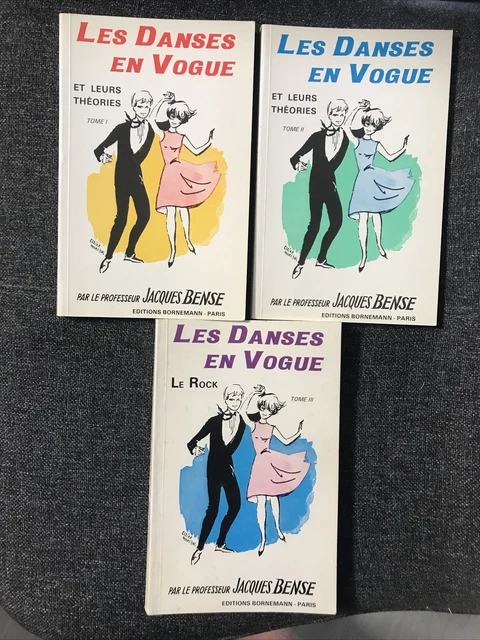 LES DANSES
EN VOGUE
ET LEURS
THÉORIES
TOME I
PAR LE PROFESSEUR JACQUES BENSE
EDITIONS BORNEMANN - PARIS
LES DANSES
EN VOGUE
ET LEURS
THÉORIES
TOME II
PAR LE PROFESSEUR JACQUES BENSE
EDITIONS BORNEMANN - PARIS
LES DANSES
EN VOGUE
LE ROCK
TOME III
PAR LE PROFESSEUR JACQUES BENSE
EDITIONS BORNEMANN - PARIS